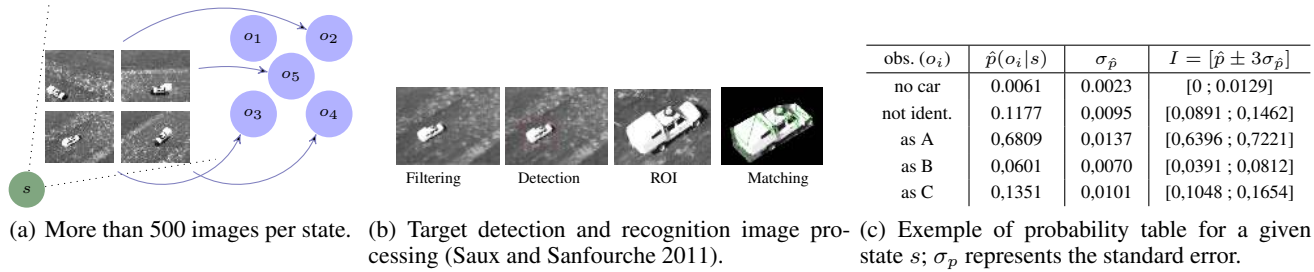 o₁
o₂
o₅
o₃
o₄
s
(a) More than 500 images per state.
Filtering Detection ROI Matching
(b) Target detection and recognition image pro-
cessing (Saux and Sanfourche 2011).
obs. (oᵢ) p̂(oᵢ|s) σp̂ I = [p̂ ± 3σp̂]
no car 0.0061 0.0023 [0 ; 0.0129]
not ident. 0.1177 0,0095 [0,0891 ; 0,1462]
as A 0,6809 0,0137 [0,6396 ; 0,7221]
as B 0,0601 0,0070 [0,0391 ; 0,0812]
as C 0,1351 0,0101 [0,1048 ; 0,1654]
(c) Exemple of probability table for a given
state s; σₚ represents the standard error.